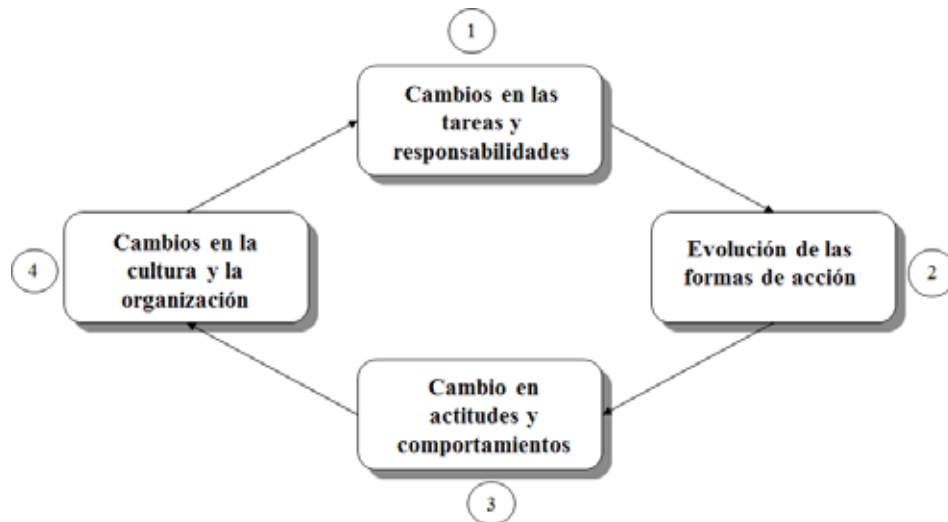 1
Cambios en las
tareas y
responsabilidades
Evolución de las
formas de acción
2
Cambio en
actitudes y
comportamientos
3
Cambios en la
cultura y la
organización
4